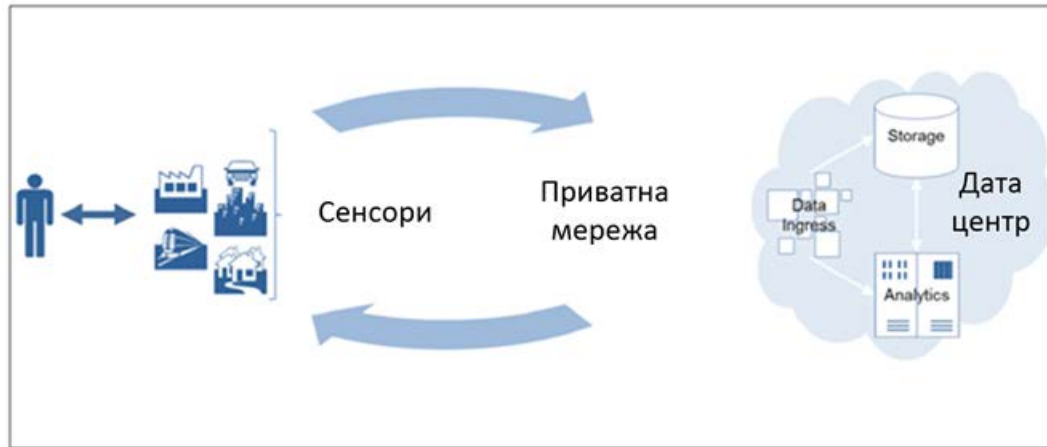 Сенсори
Приватна
мережа
Storage
Data
Ingress
Analytics
Дата
центр